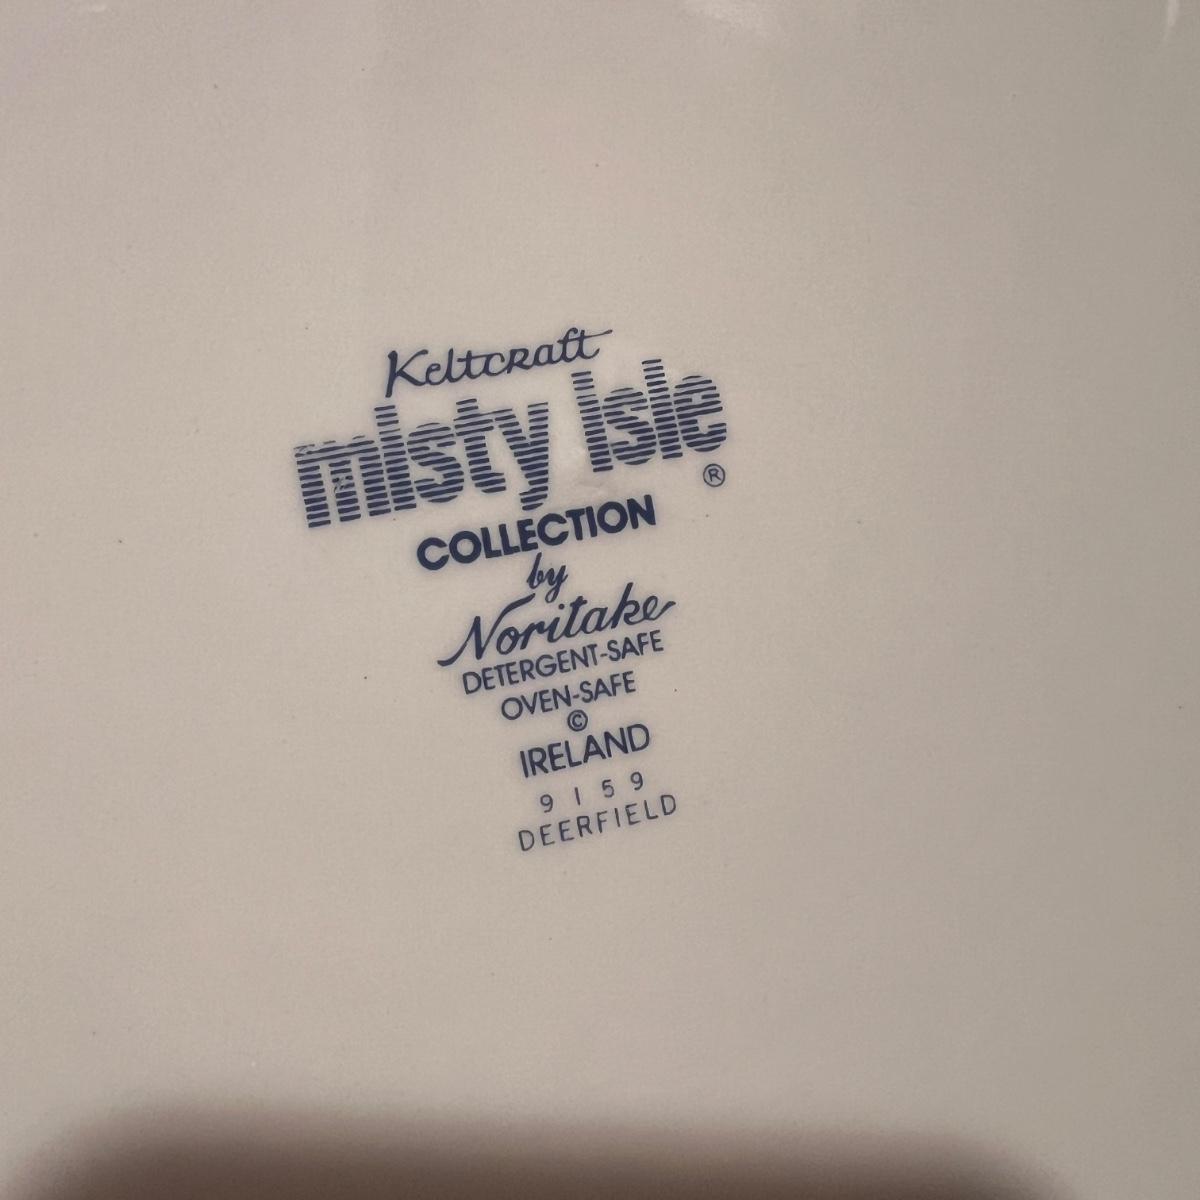 Keltcraft
misty isle
®
COLLECTION
by
Noritake
DETERGENT-SAFE
OVEN-SAFE
©
IRELAND
9159
DEERFIELD